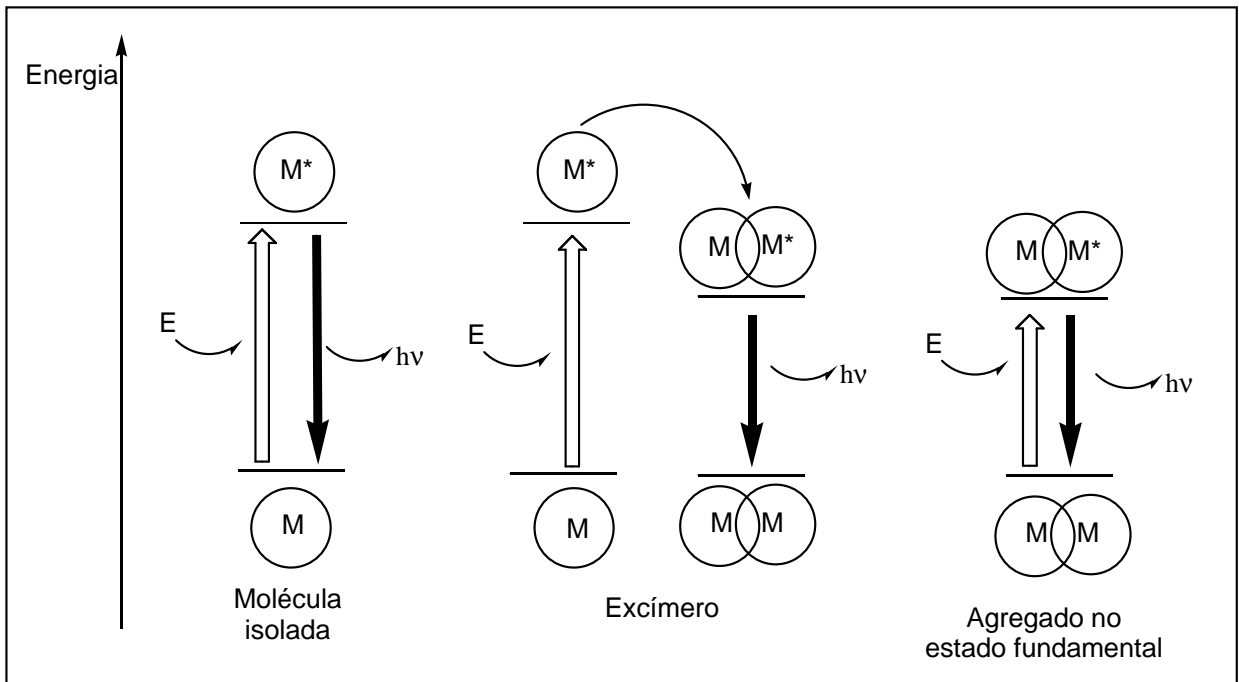 Energia
M*
M*
M
M*
M
M*
E
hν
E
hν
E
hν
M
M
M
M
M
M
Molécula
isolada
Excímero
Agregado no
estado fundamental